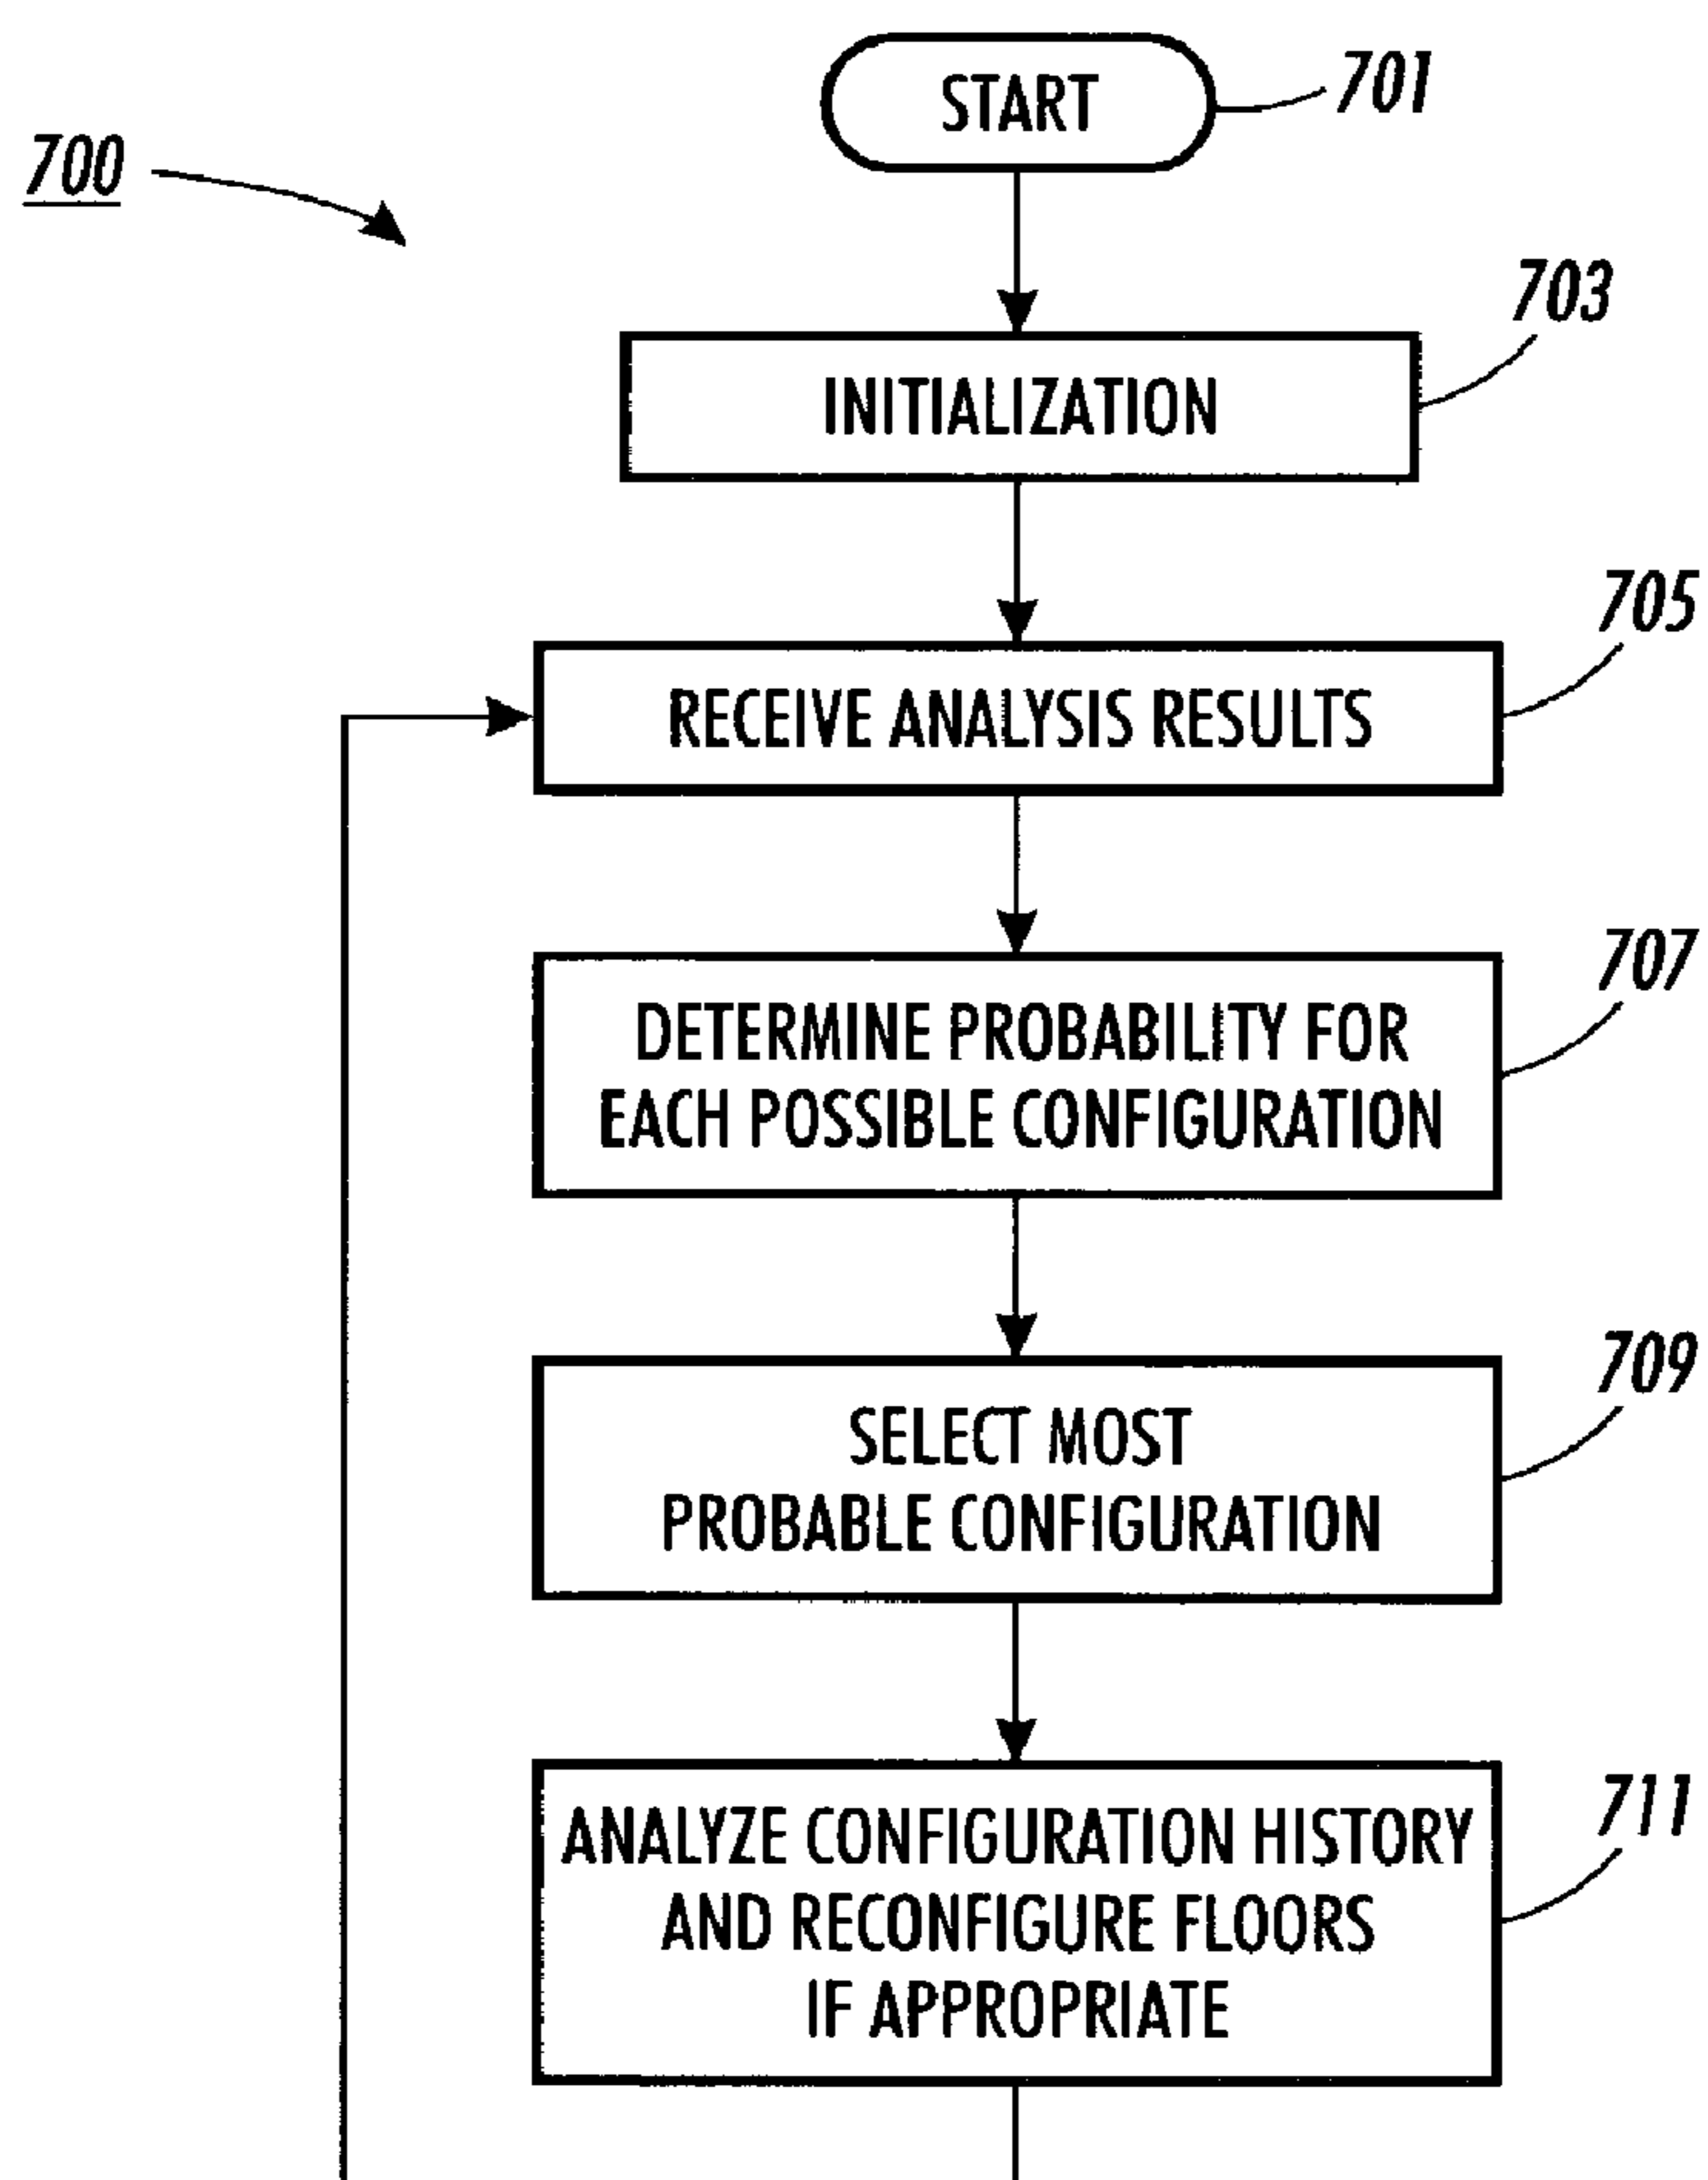 START
701
700
703
INITIALIZATION
705
RECEIVE ANALYSIS RESULTS
707
DETERMINE PROBABILITY FOR
EACH POSSIBLE CONFIGURATION
709
SELECT MOST
PROBABLE CONFIGURATION
711
ANALYZE CONFIGURATION HISTORY
AND RECONFIGURE FLOORS
IF APPROPRIATE